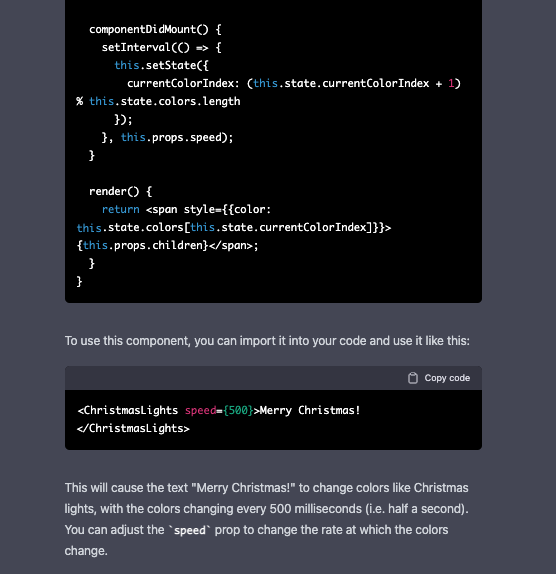 componentDidMount() {
setInterval(() => {
this.setState({
currentColorIndex: (this.state.currentColorIndex + 1)
% this.state.colors.length
});
}, this.props.speed);
}
render() {
return <span style={{color:
this.state.colors[this.state.currentColorIndex]}}>
{this.props.children}</span>;
}
}
To use this component, you can import it into your code and use it like this:
Copy code
<ChristmasLights speed={500}>Merry Christmas!
</ChristmasLights>
This will cause the text "Merry Christmas!" to change colors like Christmas
lights, with the colors changing every 500 milliseconds (i.e. half a second).
You can adjust the `speed` prop to change the rate at which the colors
change.